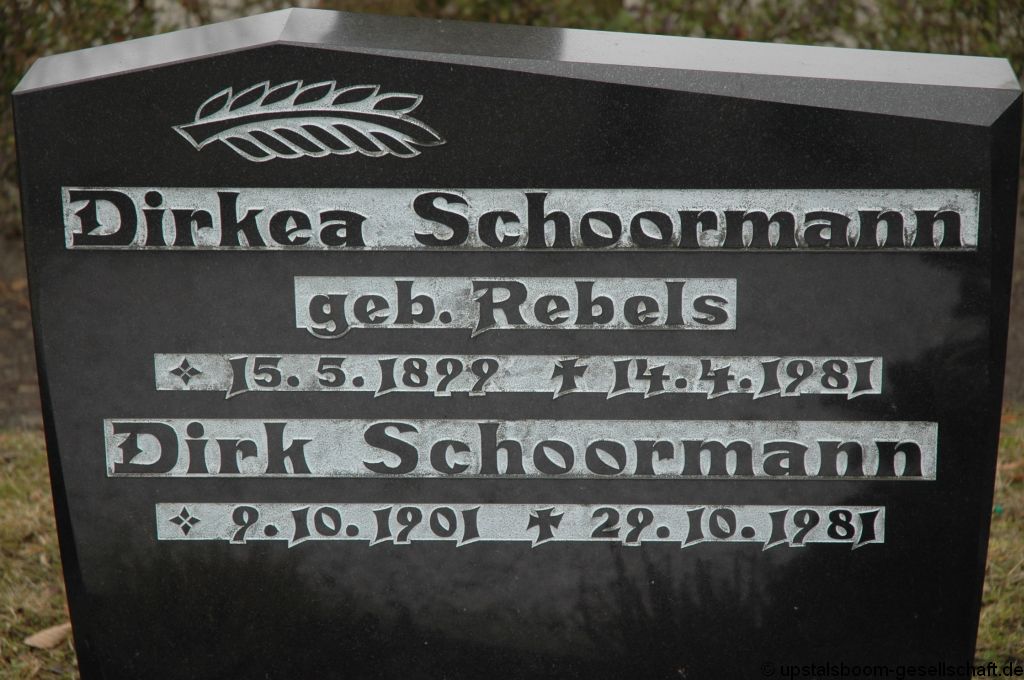 Dirkea Schoormann
geb. Rebels
✧ 15.5.1899 ✝ 14.4.1981
Dirk Schoormann
✧ 9.10.1901 ✝ 29.10.1981
© upstalsboom-gesellschaft.de